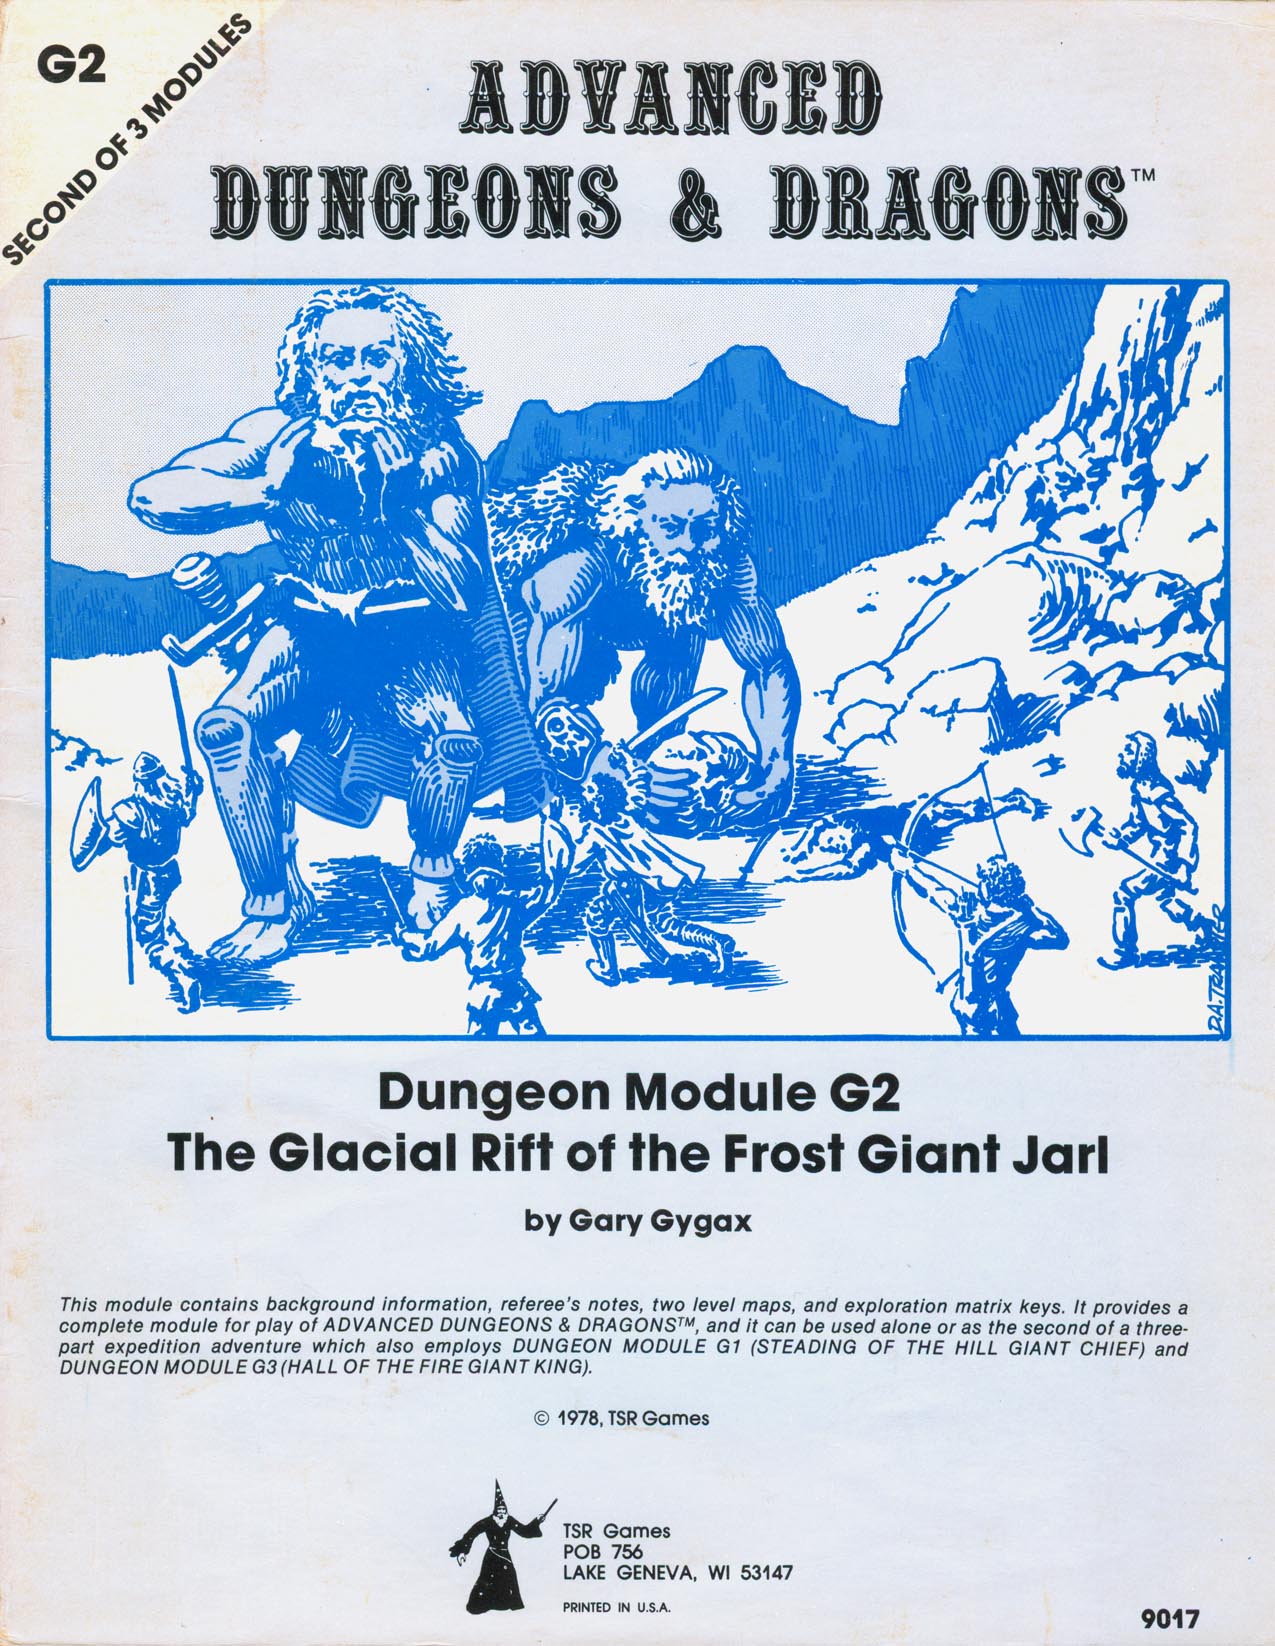 G2
SECOND OF 3 MODULES
ADVANCED
DUNGEONS & DRAGONS™
D.A.TRAMPIER
Dungeon Module G2
The Glacial Rift of the Frost Giant Jarl
by Gary Gygax
This module contains background information, referee's notes, two level maps, and exploration matrix keys. It provides a
complete module for play of ADVANCED DUNGEONS & DRAGONS™, and it can be used alone or as the second of a three-
part expedition adventure which also employs DUNGEON MODULE G1 (STEADING OF THE HILL GIANT CHIEF) and
DUNGEON MODULE G3 (HALL OF THE FIRE GIANT KING).
© 1978, TSR Games
TSR Games
POB 756
LAKE GENEVA, WI 53147
PRINTED IN U.S.A.
9017